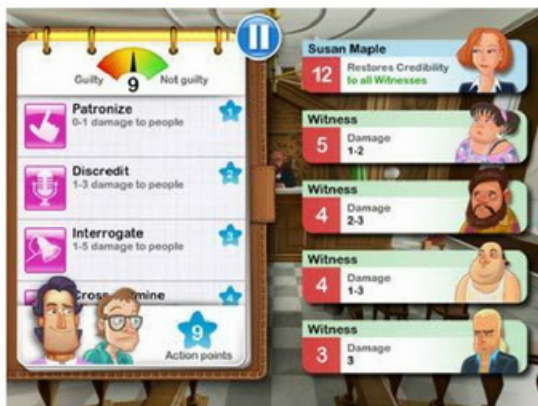 Guilty
9
Not guilty
Patronize
0-1 damage to people
1
Discredit
1-3 damage to people
2
Interrogate
1-5 damage to people
3
4
9
Action points
Susan Maple
12
Restores Credibility
to all Witnesses
Witness
5
Damage
1-2
Witness
4
Damage
2-3
Witness
4
Damage
1-3
Witness
3
Damage
3